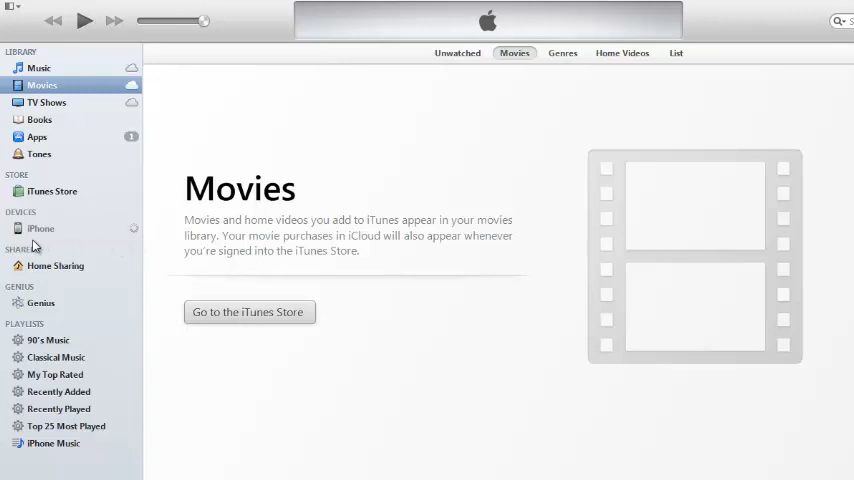 LIBRARY
Music
Movies
TV Shows
Books
Apps 1
Tones
STORE
iTunes Store
DEVICES
iPhone
Home Sharing
GENIUS
Genius
PLAYLISTS
90's Music
Classical Music
My Top Rated
Recently Added
Recently Played
Top 25 Most Played
iPhone Music
Unwatched Movies Genres Home Videos List
Movies
Movies and home videos you add to iTunes appear in your movies
library. Your movie purchases in iCloud will also appear whenever
you're signed into the iTunes Store.
Go to the iTunes Store